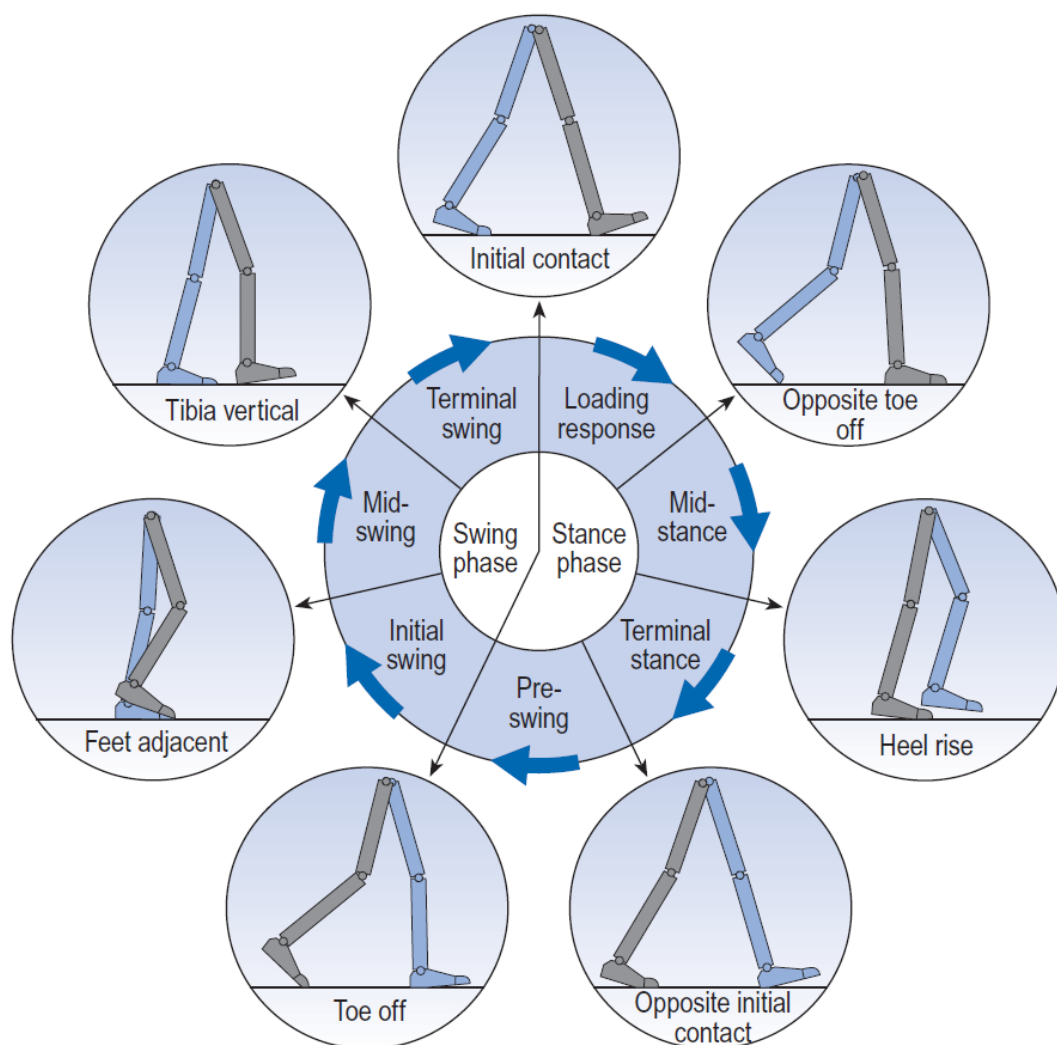 Initial contact
Tibia vertical
Opposite toe
off
Terminal
swing
Loading
response
Mid-
swing
Swing
phase
Stance
phase
Mid-
stance
Initial
swing
Terminal
stance
Pre-
swing
Feet adjacent
Heel rise
Toe off
Opposite initial
contact